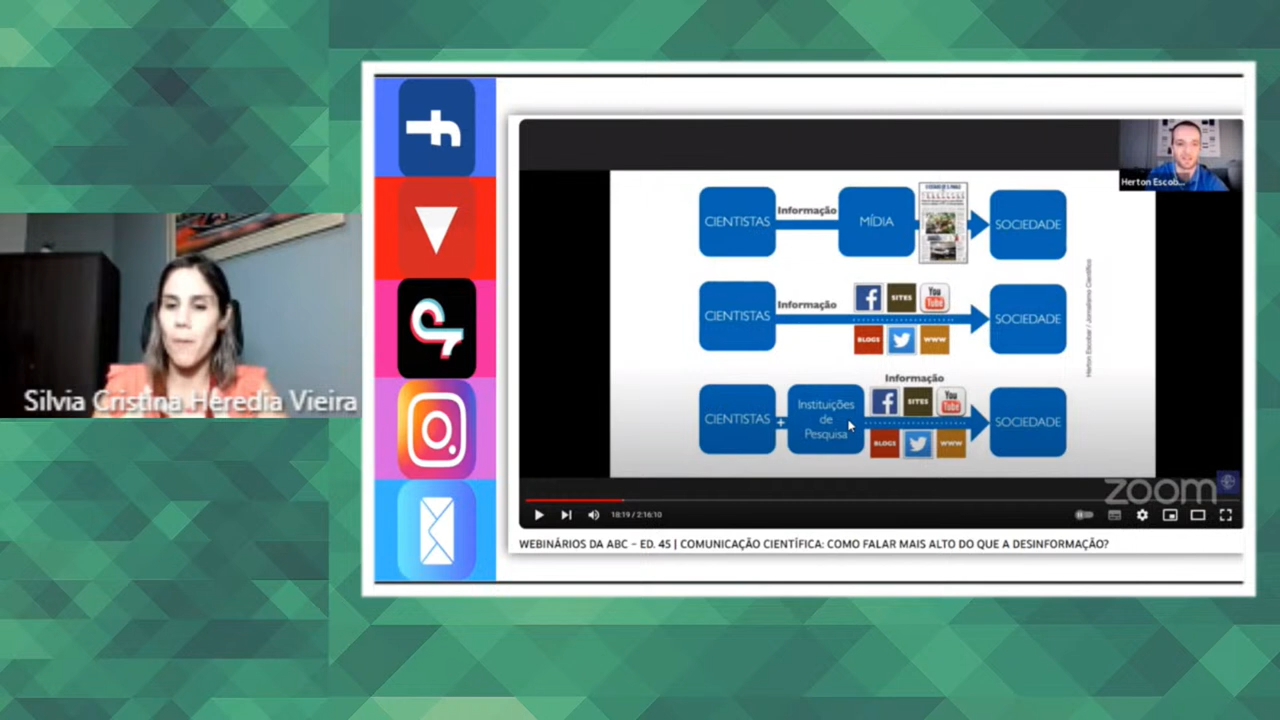 Silvia Cristina Heredia Vieira
Herton Escob...
CIENTISTAS
Informação
MÍDIA
SOCIEDADE
CIENTISTAS
Informação
SITES
You
Tube
BLOGS
WWW
SOCIEDADE
Informação
CIENTISTAS
+
Instituições
de
Pesquisa
SITES
You
Tube
BLOGS
WWW
SOCIEDADE
Herton Escobar / Jornalismo Científico
zoom
18:19 / 2:16:10
WEBINÁRIOS DA ABC – ED. 45 | COMUNICAÇÃO CIENTÍFICA: COMO FALAR MAIS ALTO DO QUE A DESINFORMAÇÃO?